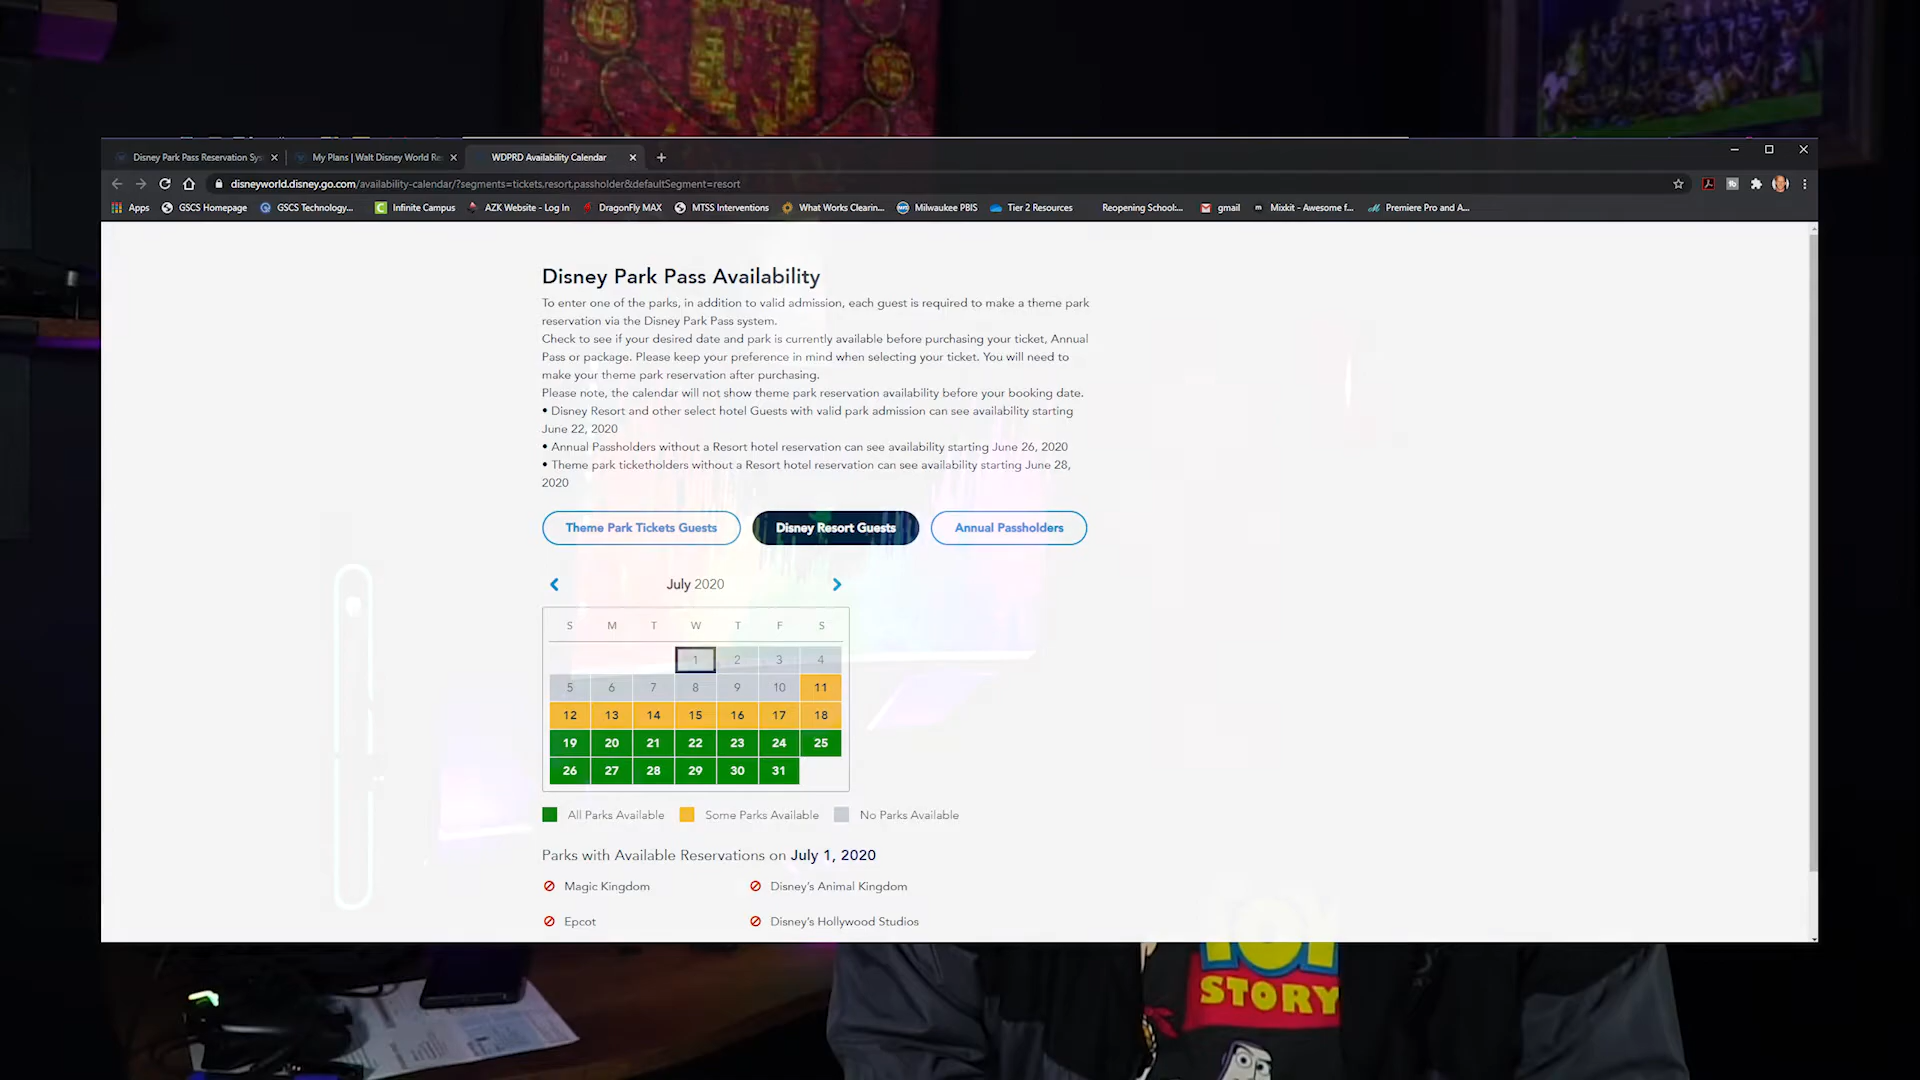 Disney Park Pass Reservation Sy
My Plans | Walt Disney World Re
WDPRD Availability Calendar
disneyworld.disney.go.com/availability-calendar/?segments=tickets,resort,passholder&defaultSegment=resort
Apps
GSCS Homepage
GSCS Technology...
Infinite Campus
AZK Website - Log In
DragonFly MAX
MTSS Interventions
What Works Clearin...
Milwaukee PBIS
Tier 2 Resources
Reopening School:...
gmail
Mixkit - Awesome f...
Premiere Pro and A...
Disney Park Pass Availability
To enter one of the parks, in addition to valid admission, each guest is required to make a theme park
reservation via the Disney Park Pass system.
Check to see if your desired date and park is currently available before purchasing your ticket, Annual
Pass or package. Please keep your preference in mind when selecting your ticket. You will need to
make your theme park reservation after purchasing.
Please note, the calendar will not show theme park reservation availability before your booking date.
• Disney Resort and other select hotel Guests with valid park admission can see availability starting
June 22, 2020
• Annual Passholders without a Resort hotel reservation can see availability starting June 26, 2020
• Theme park ticketholders without a Resort hotel reservation can see availability starting June 28,
2020
Theme Park Tickets Guests
Disney Resort Guests
Annual Passholders
July 2020
S M T W T F S
1 2 3 4
5 6 7 8 9 10 11
12 13 14 15 16 17 18
19 20 21 22 23 24 25
26 27 28 29 30 31
All Parks Available
Some Parks Available
No Parks Available
Parks with Available Reservations on July 1, 2020
Magic Kingdom
Disney's Animal Kingdom
Epcot
Disney's Hollywood Studios
TOY
STORY